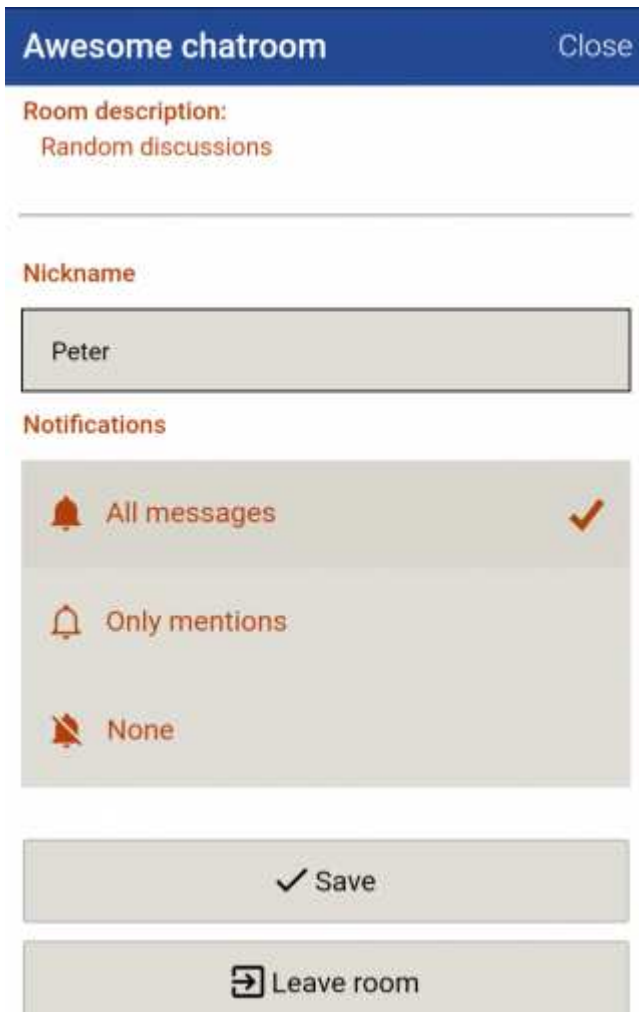 Awesome chatroom Close
Room description:
Random discussions
Nickname
Peter
Notifications
All messages
Only mentions
None
Save
Leave room